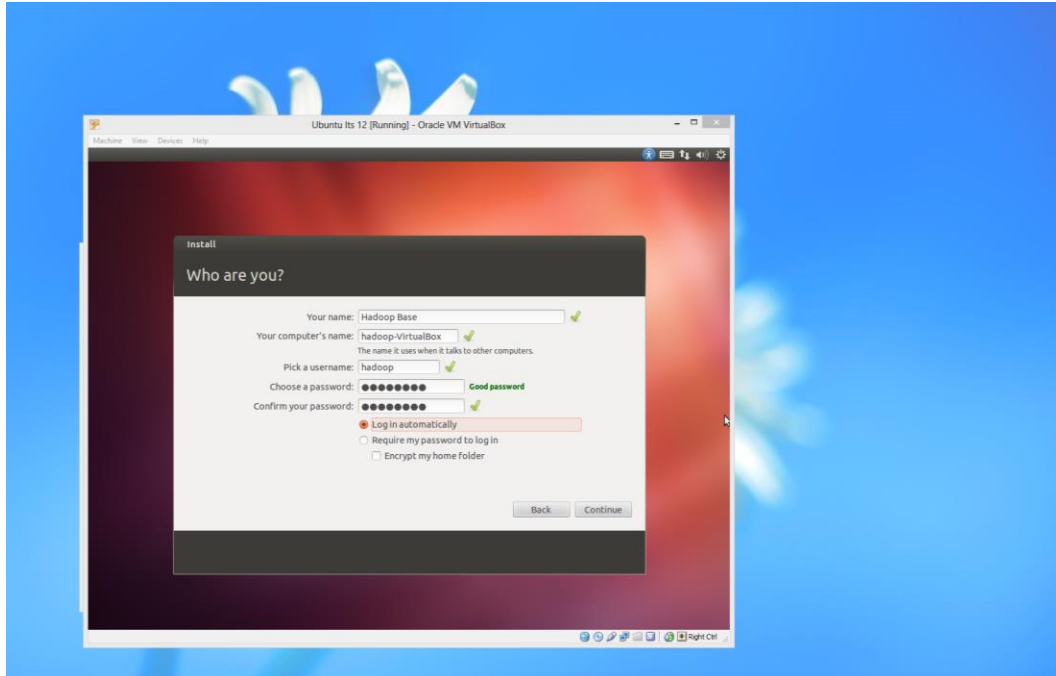 Ubuntu lts 12 [Running] - Oracle VM VirtualBox
Machine View Devices Help
Install
Who are you?
Your name: Hadoop Base
Your computer's name: hadoop-VirtualBox
The name it uses when it talks to other computers.
Pick a username: hadoop
Choose a password: ●●●●●●●● Good password
Confirm your password: ●●●●●●●●
Log in automatically
Require my password to log in
Encrypt my home folder
Back Continue
Right Ctrl